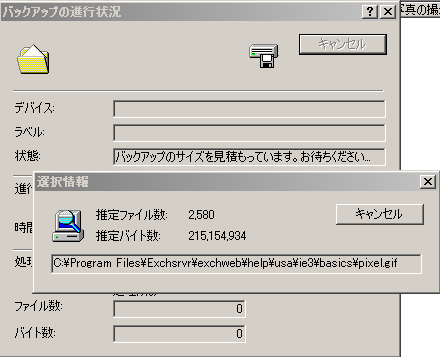 バックアップの進行状況
写真の撮
キャンセル
デバイス:
ラベル:
状態: バックアップのサイズを見積もっています。お待ちください...
進行
選択情報
時間
推定ファイル数: 2,580
キャンセル
推定バイト数: 215,154,934
処理
C:¥Program Files¥Exchsrvr¥exchweb¥help¥usa¥ie3¥basics¥pixel.gif
ファイル数: 0
バイト数: 0